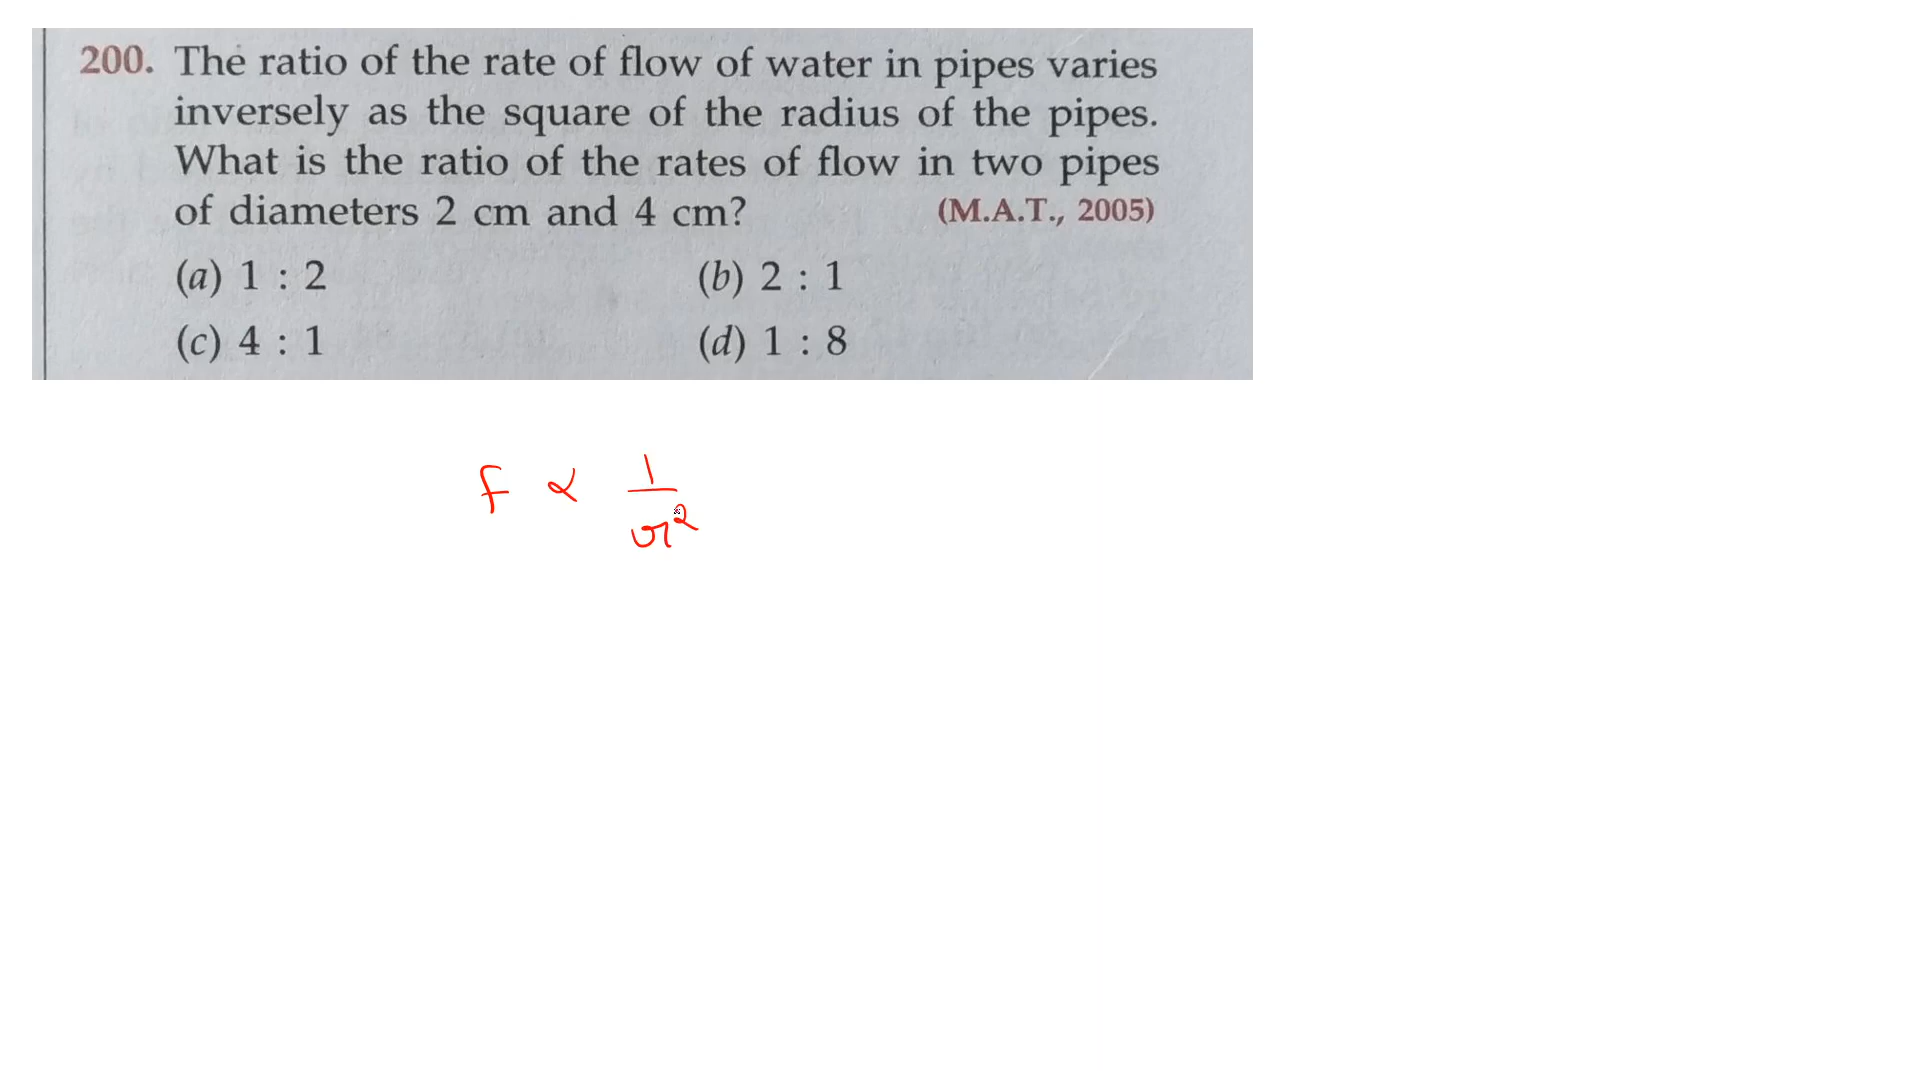 200. The ratio of the rate of flow of water in pipes varies
inversely as the square of the radius of the pipes.
What is the ratio of the rates of flow in two pipes
of diameters 2 cm and 4 cm? (M.A.T., 2005)
(a) 1 : 2 (b) 2 : 1
(c) 4 : 1 (d) 1 : 8
f ∝ 1/r²